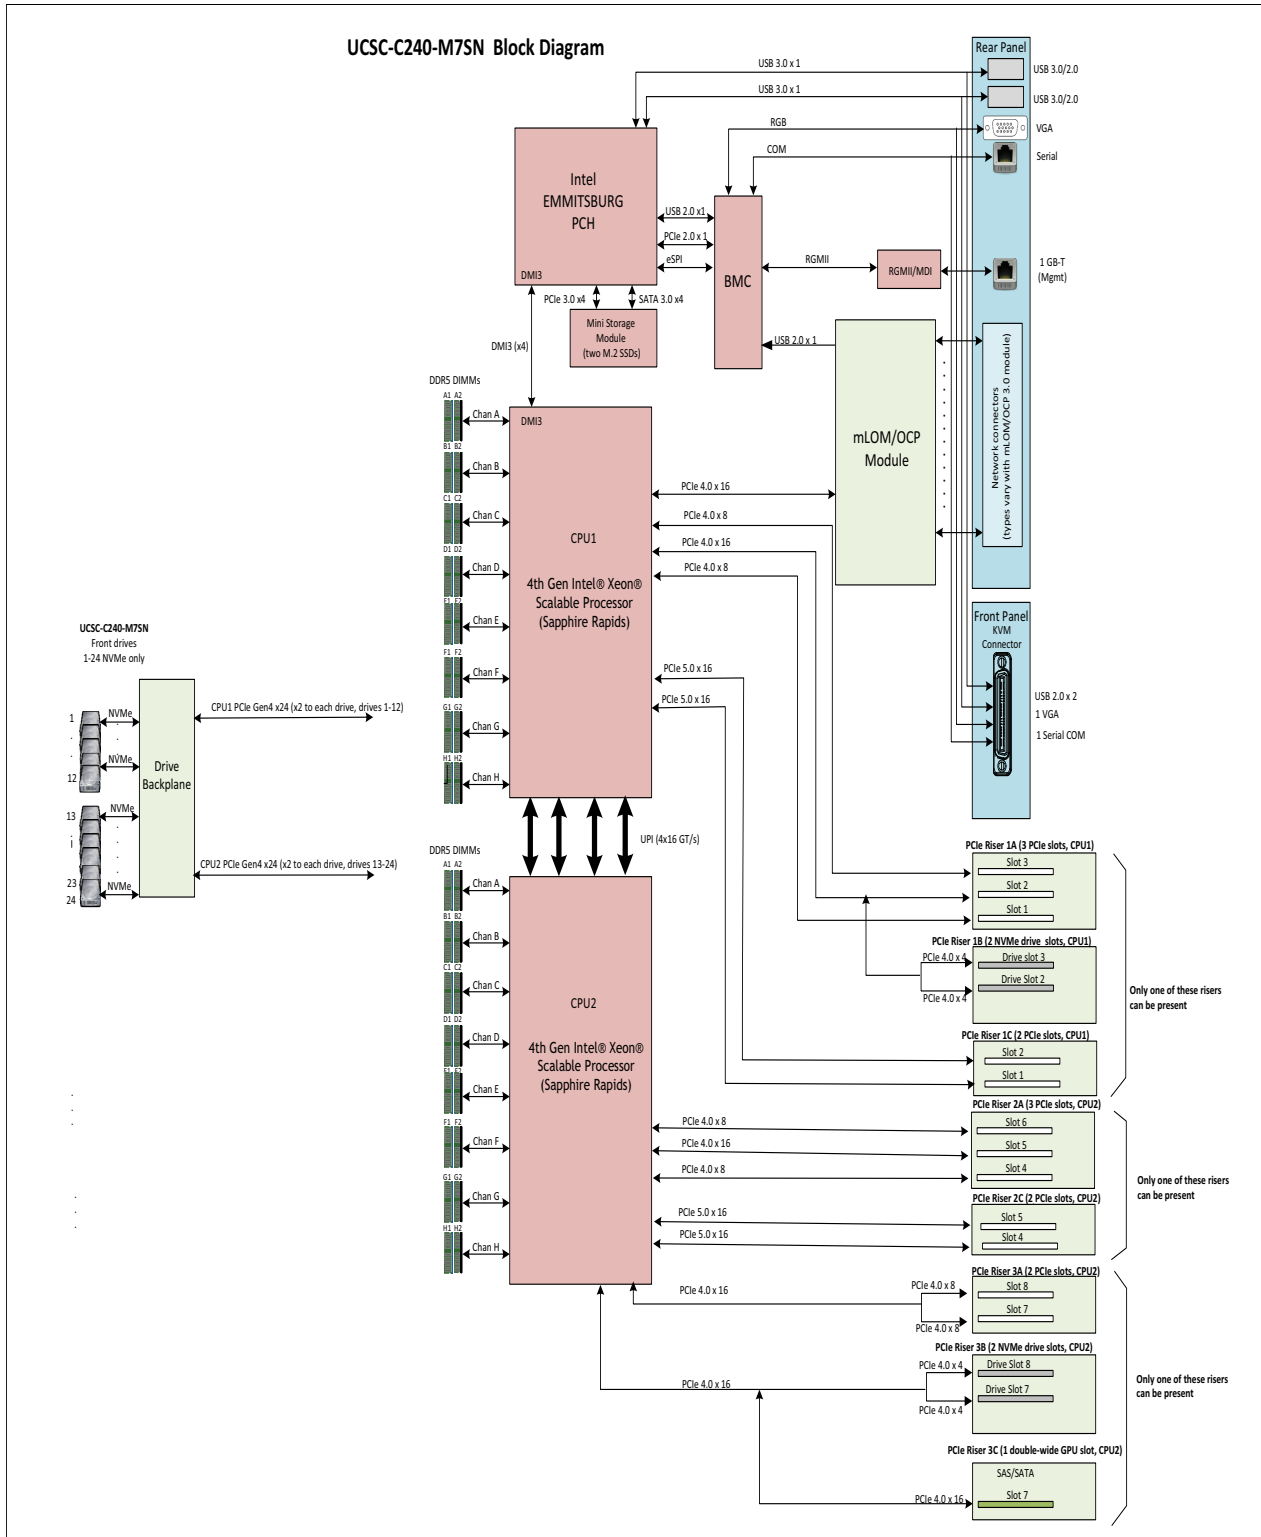 UCSC-C240-M7SN Block Diagram
Rear Panel
USB 3.0 x 1
USB 3.0/2.0
USB 3.0 x 1
USB 3.0/2.0
RGB
VGA
COM
Serial
Intel
EMMITSBURG
PCH
DMI3
USB 2.0 x1
PCIe 2.0 x 1
eSPI
BMC
RGMII
RGMII/MDI
1 GB-T
(Mgmt)
PCIe 3.0 x4
SATA 3.0 x4
Mini Storage
Module
(two M.2 SSDs)
DMI3 (x4)
USB 2.0 x 1
mLOM/OCP
Module
Network connectors
(types vary with mLOM/OCP 3.0 module)
DDR5 DIMMs
A1 A2
Chan A
B1 B2
Chan B
C1 C2
Chan C
D1 D2
Chan D
Chan E
F1 F2
Chan F
G1 G2
Chan G
H1 H2
Chan H
DMI3
CPU1
4th Gen Intel® Xeon®
Scalable Processor
(Sapphire Rapids)
PCIe 4.0 x 16
PCIe 4.0 x 8
PCIe 4.0 x 16
PCIe 4.0 x 8
PCIe 5.0 x 16
PCIe 5.0 x 16
Front Panel
KVM
Connector
USB 2.0 x 2
1 VGA
1 Serial COM
UCSC-C240-M7SN
Front drives
1-24 NVMe only
1
12
13
23
24
NVMe
NVMe
NVMe
NVMe
Drive
Backplane
CPU1 PCIe Gen4 x24 (x2 to each drive, drives 1-12)
CPU2 PCIe Gen4 x24 (x2 to each drive, drives 13-24)
UPI (4x16 GT/s)
DDR5 DIMMs
A1 A2
Chan A
B1 B2
Chan B
C1 C2
Chan C
D1 D2
Chan D
Chan E
F1 F2
Chan F
G1 G2
Chan G
H1 H2
Chan H
CPU2
4th Gen Intel® Xeon®
Scalable Processor
(Sapphire Rapids)
PCIe Riser 1A (3 PCIe slots, CPU1)
Slot 3
Slot 2
Slot 1
PCIe Riser 1B (2 NVMe drive slots, CPU1)
PCIe 4.0 x 4
Drive slot 3
Drive Slot 2
PCIe 4.0 x 4
Only one of these risers
can be present
PCIe Riser 1C (2 PCIe slots, CPU1)
Slot 2
Slot 1
PCIe Riser 2A (3 PCIe slots, CPU2)
PCIe 4.0 x 8
Slot 6
PCIe 4.0 x 16
Slot 5
PCIe 4.0 x 8
Slot 4
Only one of these risers
can be present
PCIe Riser 2C (2 PCIe slots, CPU2)
PCIe 5.0 x 16
Slot 5
PCIe 5.0 x 16
Slot 4
PCIe Riser 3A (2 PCIe slots, CPU2)
PCIe 4.0 x 16
PCIe 4.0 x 8
Slot 8
Slot 7
PCIe 4.0 x 8
PCIe Riser 3B (2 NVMe drive slots, CPU2)
PCIe 4.0 x 16
PCIe 4.0 x 4
Drive Slot 8
Drive Slot 7
PCIe 4.0 x 4
Only one of these risers
can be present
PCIe Riser 3C (1 double-wide GPU slot, CPU2)
SAS/SATA
PCIe 4.0 x 16
Slot 7